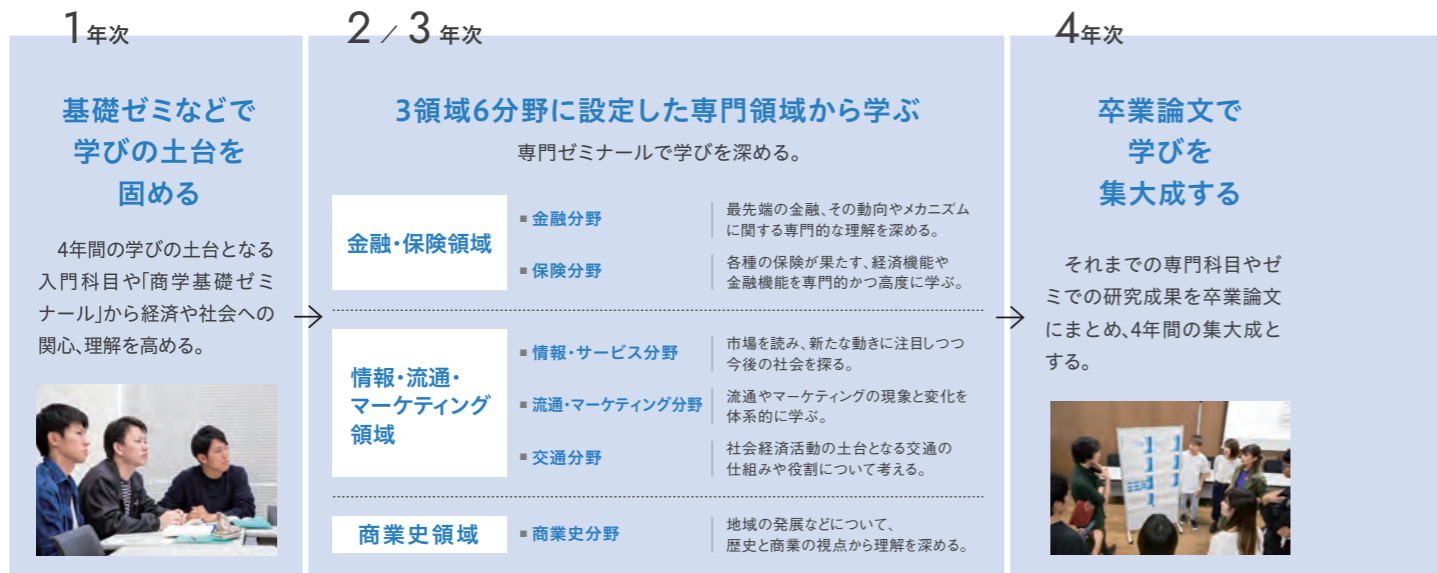 1年次
基礎ゼミなどで
学びの土台を
固める
4年間の学びの土台となる
入門科目や「商学基礎ゼミ
ナール」から経済や社会への
関心、理解を高める。
2／3年次
3領域6分野に設定した専門領域から学ぶ
専門ゼミナールで学びを深める。
金融・保険領域
■金融分野
最先端の金融、その動向やメカニズム
に関する専門的な理解を深める。
■保険分野
各種の保険が果たす、経済機能や
金融機能を専門的かつ高度に学ぶ。
情報・流通・
マーケティング
領域
■情報・サービス分野
市場を読み、新たな動きに注目しつつ
今後の社会を探る。
■流通・マーケティング分野
流通やマーケティングの現象と変化を
体系的に学ぶ。
■交通分野
社会経済活動の土台となる交通の
仕組みや役割について考える。
商業史領域
■商業史分野
地域の発展などについて、
歴史と商業の視点から理解を深める。
4年次
卒業論文で
学びを
集大成する
それまでの専門科目やゼ
ミでの研究成果を卒業論文
にまとめ、4年間の集大成と
する。